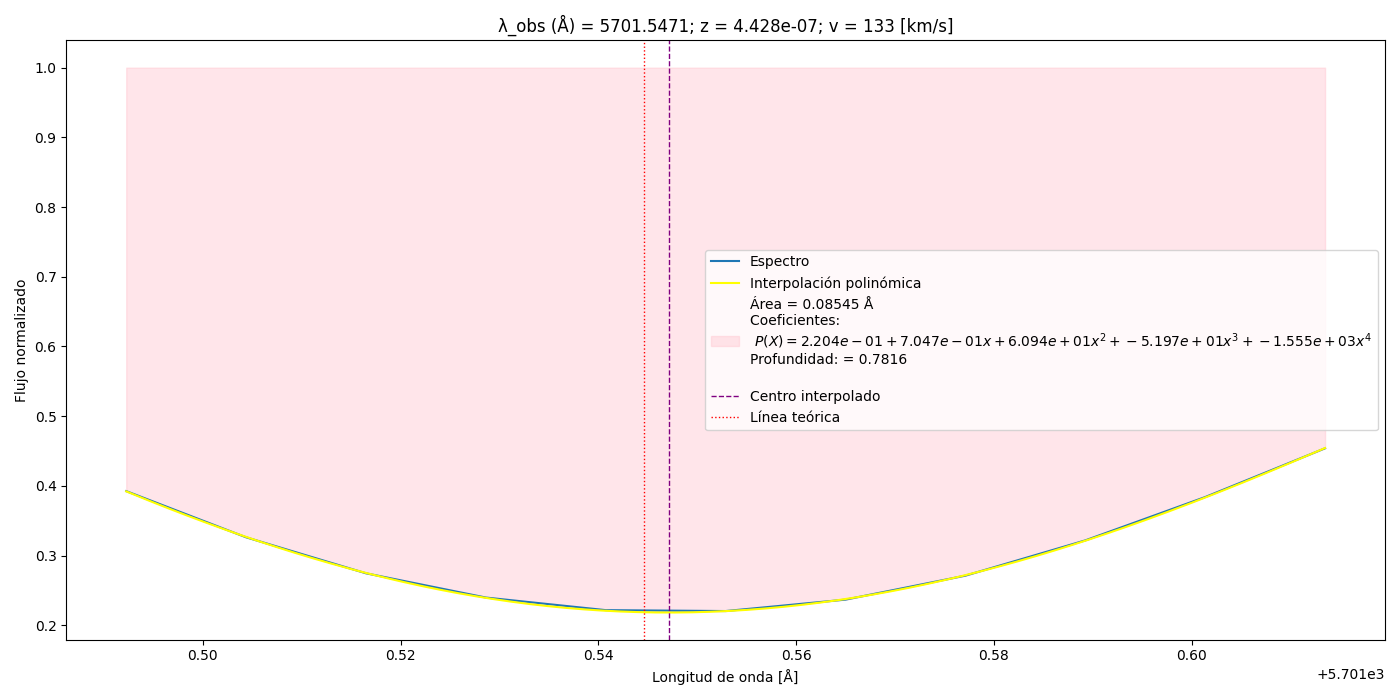 λ_obs (Å) = 5701.5471; z = 4.428e-07; v = 133 [km/s]
Flujo normalizado
1.0
0.9
0.8
0.7
0.6
0.5
0.4
0.3
0.2
Espectro
Interpolación polinómica
Área = 0.08545 Å
Coeficientes:
P(X) = 2.204e − 01 + 7.047e − 01x + 6.094e + 01x² + − 5.197e + 01x³ + − 1.555e + 03x⁴
Profundidad: = 0.7816
Centro interpolado
Línea teórica
0.50 0.52 0.54 0.56 0.58 0.60
+5.701e3
Longitud de onda [Å]